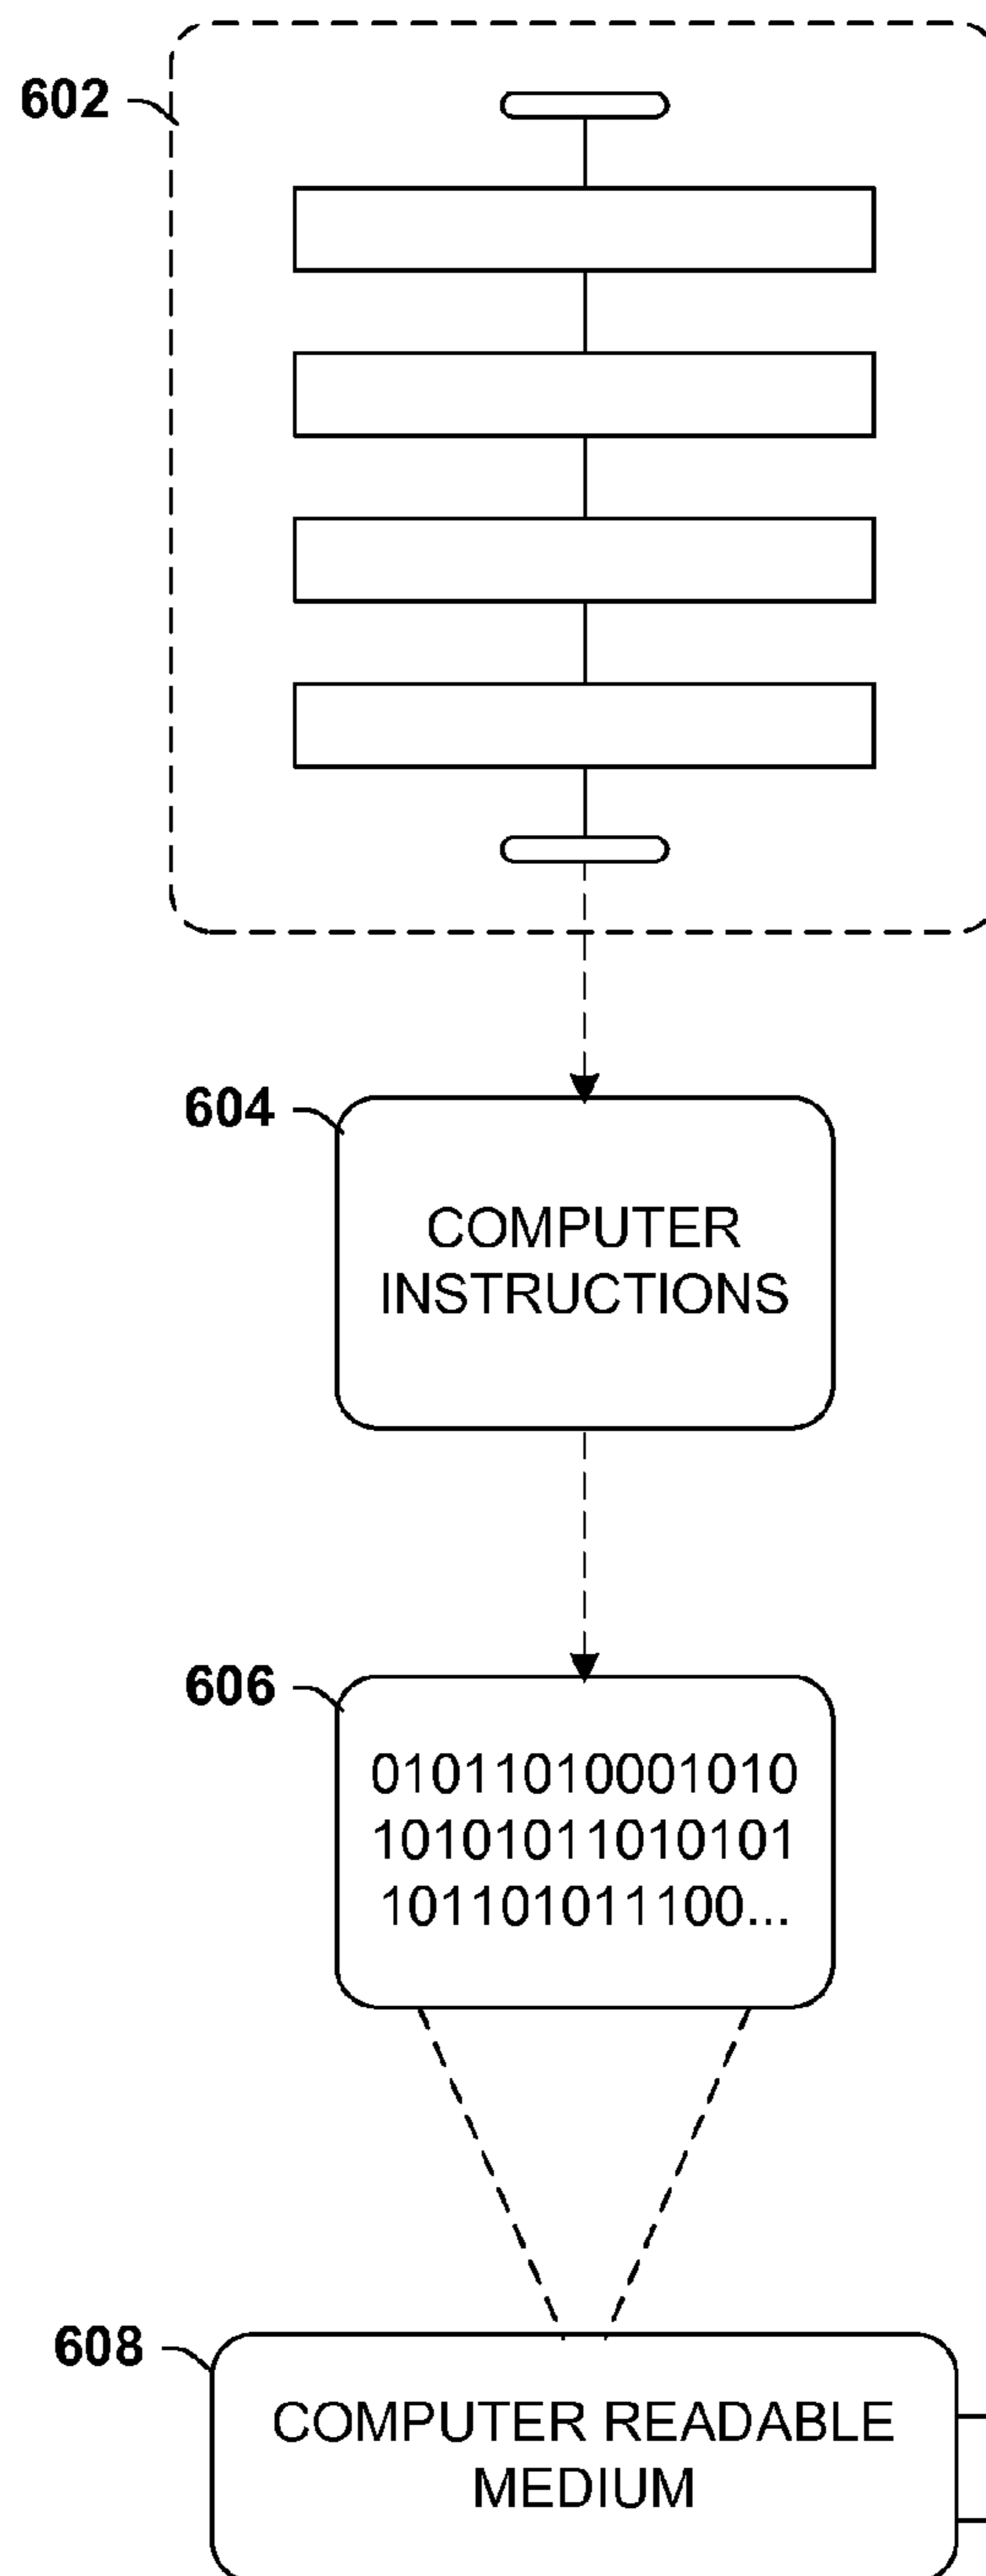 602
604
COMPUTER
INSTRUCTIONS
606
01011010001010
10101011010101
101101011100...
608
COMPUTER READABLE
MEDIUM